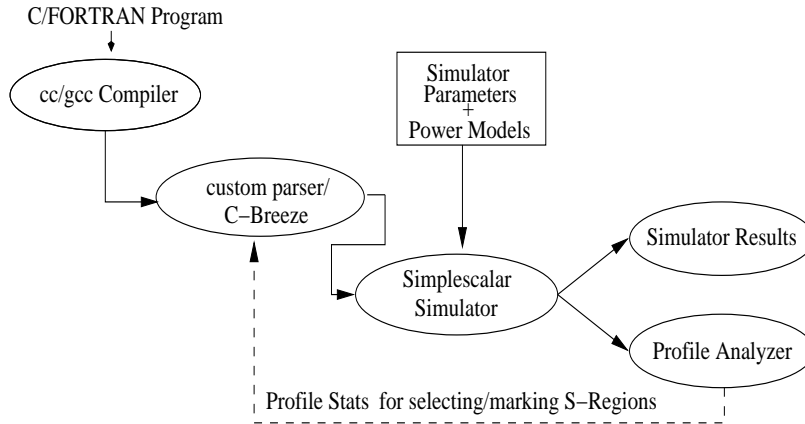 C/FORTRAN Program
cc/gcc Compiler
Simulator
Parameters
+
Power Models
custom parser/
C−Breeze
Simplescalar
Simulator
Simulator Results
Profile Analyzer
Profile Stats for selecting/marking S−Regions